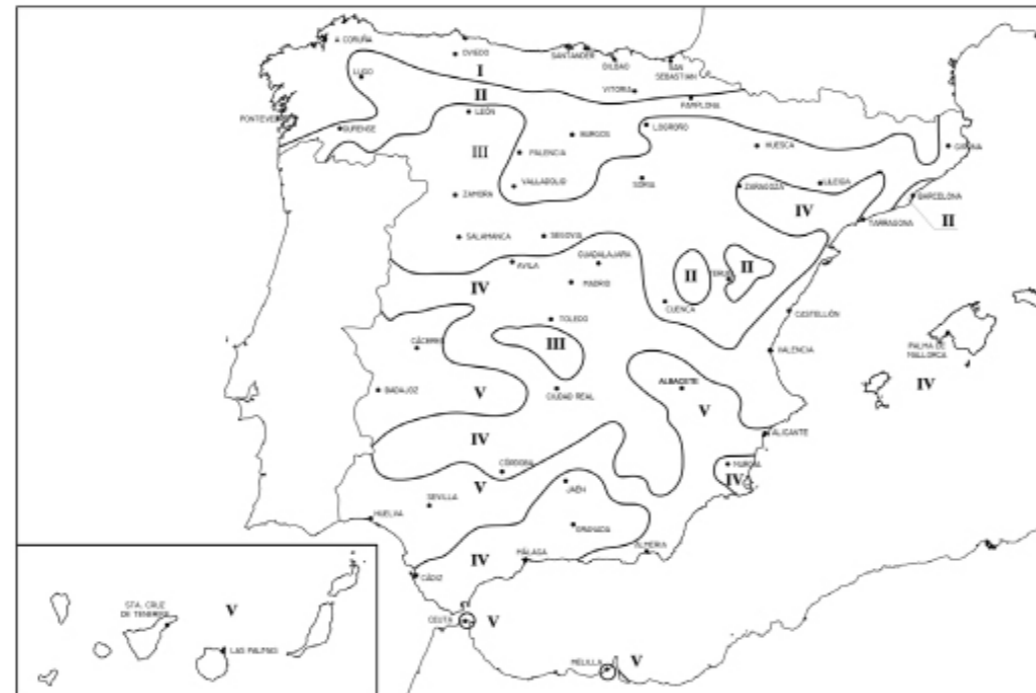 A CORUÑA
OVIEDO
SANTANDER
BILBAO
SAN
SEBASTIAN
LUGO
I
VITORIA
II
PAMPLONA
PONTEVEDRA
LEÓN
OURENSE
BURGOS
LOGROÑO
HUESCA
GIRONA
III
PALENCIA
VALLADOLID
SORIA
ZARAGOZA
LLEIDA
ZAMORA
BARCELONA
IV
TARRAGONA
II
SALAMANCA
SEGOVIA
AVILA
GUADALAJARA
IV
MADRID
II
TERUEL
II
CUENCA
CASTELLÓN
TOLEDO
CÁCERES
III
VALENCIA
PALMA DE
MALLORCA
IV
BADAJOZ
V
CIUDAD REAL
ALBACETE
V
IV
ALICANTE
CÓRDOBA
MURCIA
IV
V
JAÉN
SEVILLA
HUELVA
GRANADA
IV
MÁLAGA
ALMERIA
CÁDIZ
STA. CRUZ
DE TENERIFE
V
LAS PALMAS
CEUTA
V
MELILLA
V